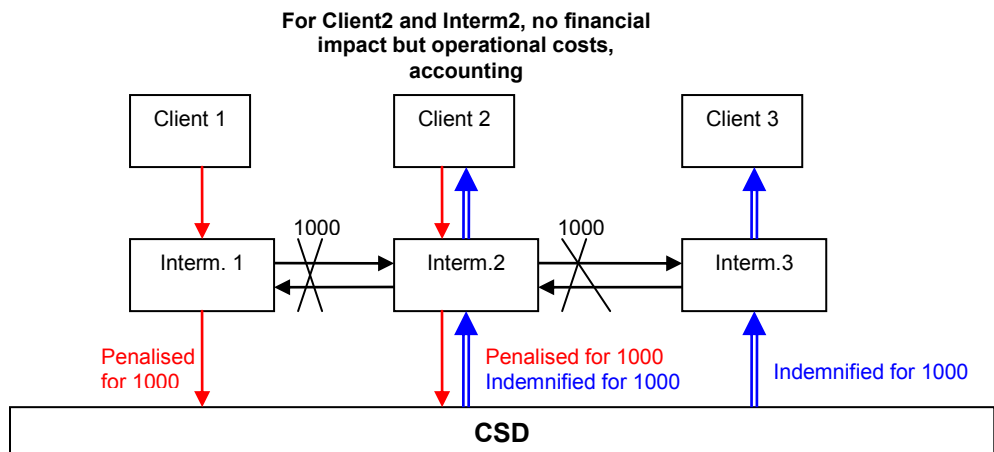 For Client2 and Interm2, no financial
impact but operational costs,
accounting
Client 1
Client 2
Client 3
1000
1000
Interm. 1
Interm.2
Interm.3
Penalised
for 1000
Penalised for 1000
Indemnified for 1000
Indemnified for 1000
CSD